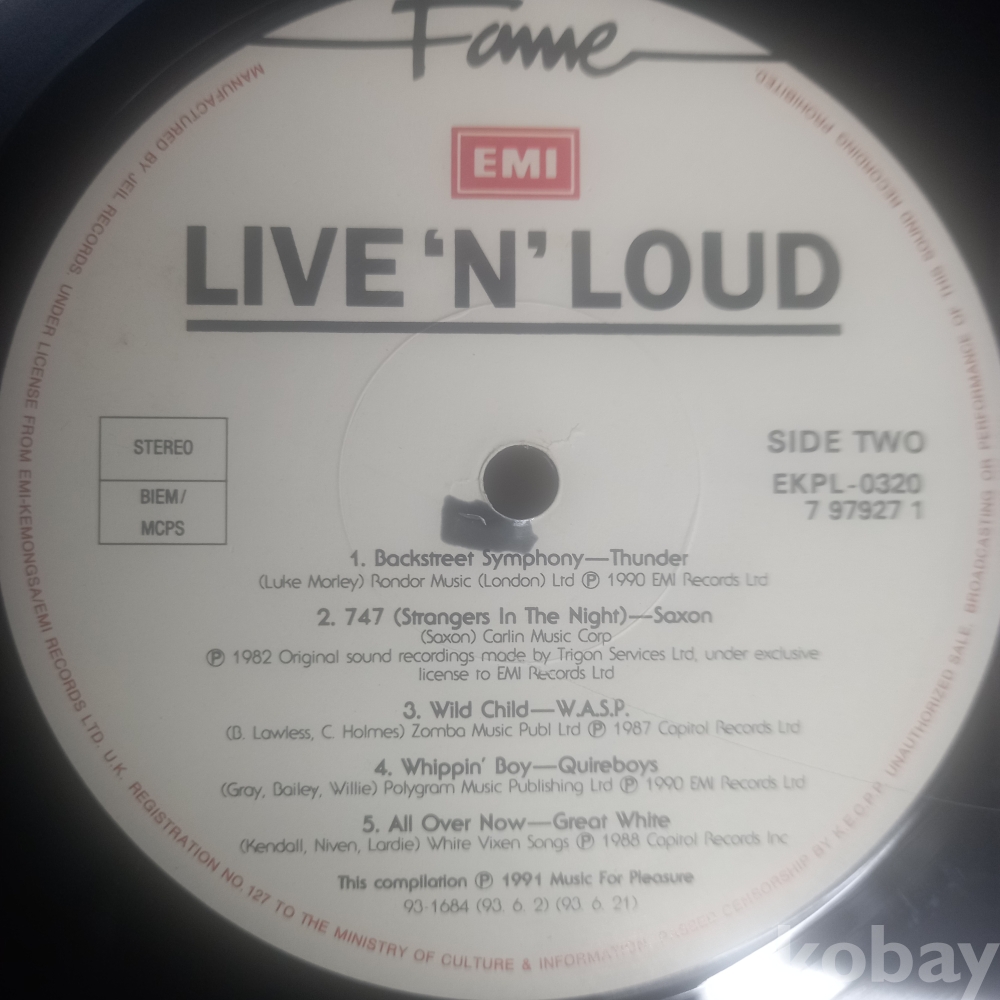 Fame
EMI
LIVE 'N' LOUD
STEREO
BIEM/
MCPS
SIDE TWO
EKPL-0320
7 97927 1
1. Backstreet Symphony—Thunder
(Luke Morley) Rondor Music (London) Ltd ℗ 1990 EMI Records Ltd
2. 747 (Strangers In The Night)—Saxon
(Saxon) Carlin Music Corp
℗ 1982 Original sound recordings made by Trigon Services Ltd, under exclusive
license to EMI Records Ltd
3. Wild Child—W.A.S.P.
(B. Lawless, C. Holmes) Zomba Music Publ Ltd ℗ 1987 Capitol Records Ltd
4. Whippin' Boy—Quireboys
(Gray, Bailey, Willie) Polygram Music Publishing Ltd ℗ 1990 EMI Records Ltd
5. All Over Now—Great White
(Kendall, Niven, Lardie) White Vixen Songs ℗ 1988 Capitol Records Inc
This compilation ℗ 1991 Music For Pleasure
93-1684 (93. 6. 2) (93. 6. 21)
MANUFACTURED BY JEIL RECORDS, UNDER LICENSE FROM EMI-KEMONGSA/EMI RECORDS LTD. U.K. REGISTRATION NO. 127 TO THE MINISTRY OF CULTURE & INFORMATION. PASSED CENSORSHIP BY K.E.C.P.P. UNAUTHORIZED SALE, BROADCASTING OR PERFORMANCE OF THIS SOUND RECORDING PROHIBITED
kobay